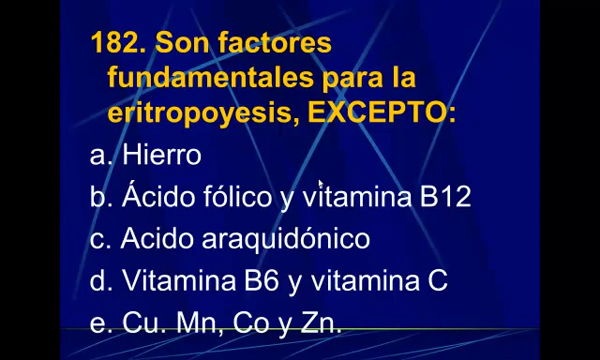 182. Son factores
fundamentales para la
eritropoyesis, EXCEPTO:
a. Hierro
b. Ácido fólico y vitamina B12
c. Acido araquidónico
d. Vitamina B6 y vitamina C
e. Cu. Mn, Co y Zn.